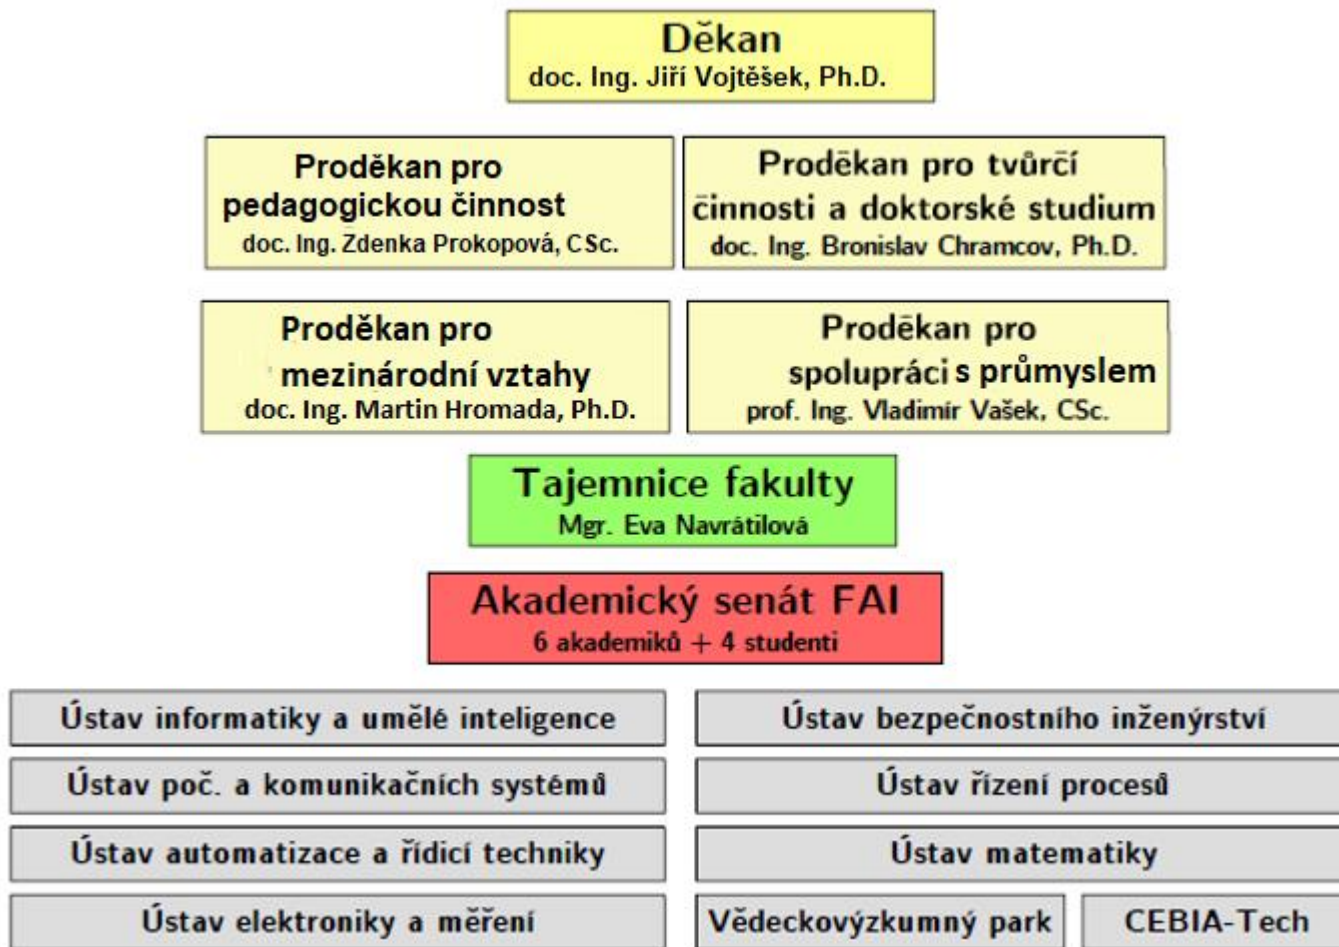 Děkan
doc. Ing. Jiří Vojtěšek, Ph.D.
Proděkan pro
pedagogickou činnost
doc. Ing. Zdenka Prokopová, CSc.
Proděkan pro tvůrčí
činnosti a doktorské studium
doc. Ing. Bronislav Chramcov, Ph.D.
Proděkan pro
mezinárodní vztahy
doc. Ing. Martin Hromada, Ph.D.
Proděkan pro
spolupráci s průmyslem
prof. Ing. Vladimír Vašek, CSc.
Tajemnice fakulty
Mgr. Eva Navrátilová
Akademický senát FAI
6 akademiků + 4 studenti
Ústav informatiky a umělé inteligence
Ústav bezpečnostního inženýrství
Ústav poč. a komunikačních systémů
Ústav řízení procesů
Ústav automatizace a řídicí techniky
Ústav matematiky
Ústav elektroniky a měření
Vědeckovýzkumný park
CEBIA-Tech